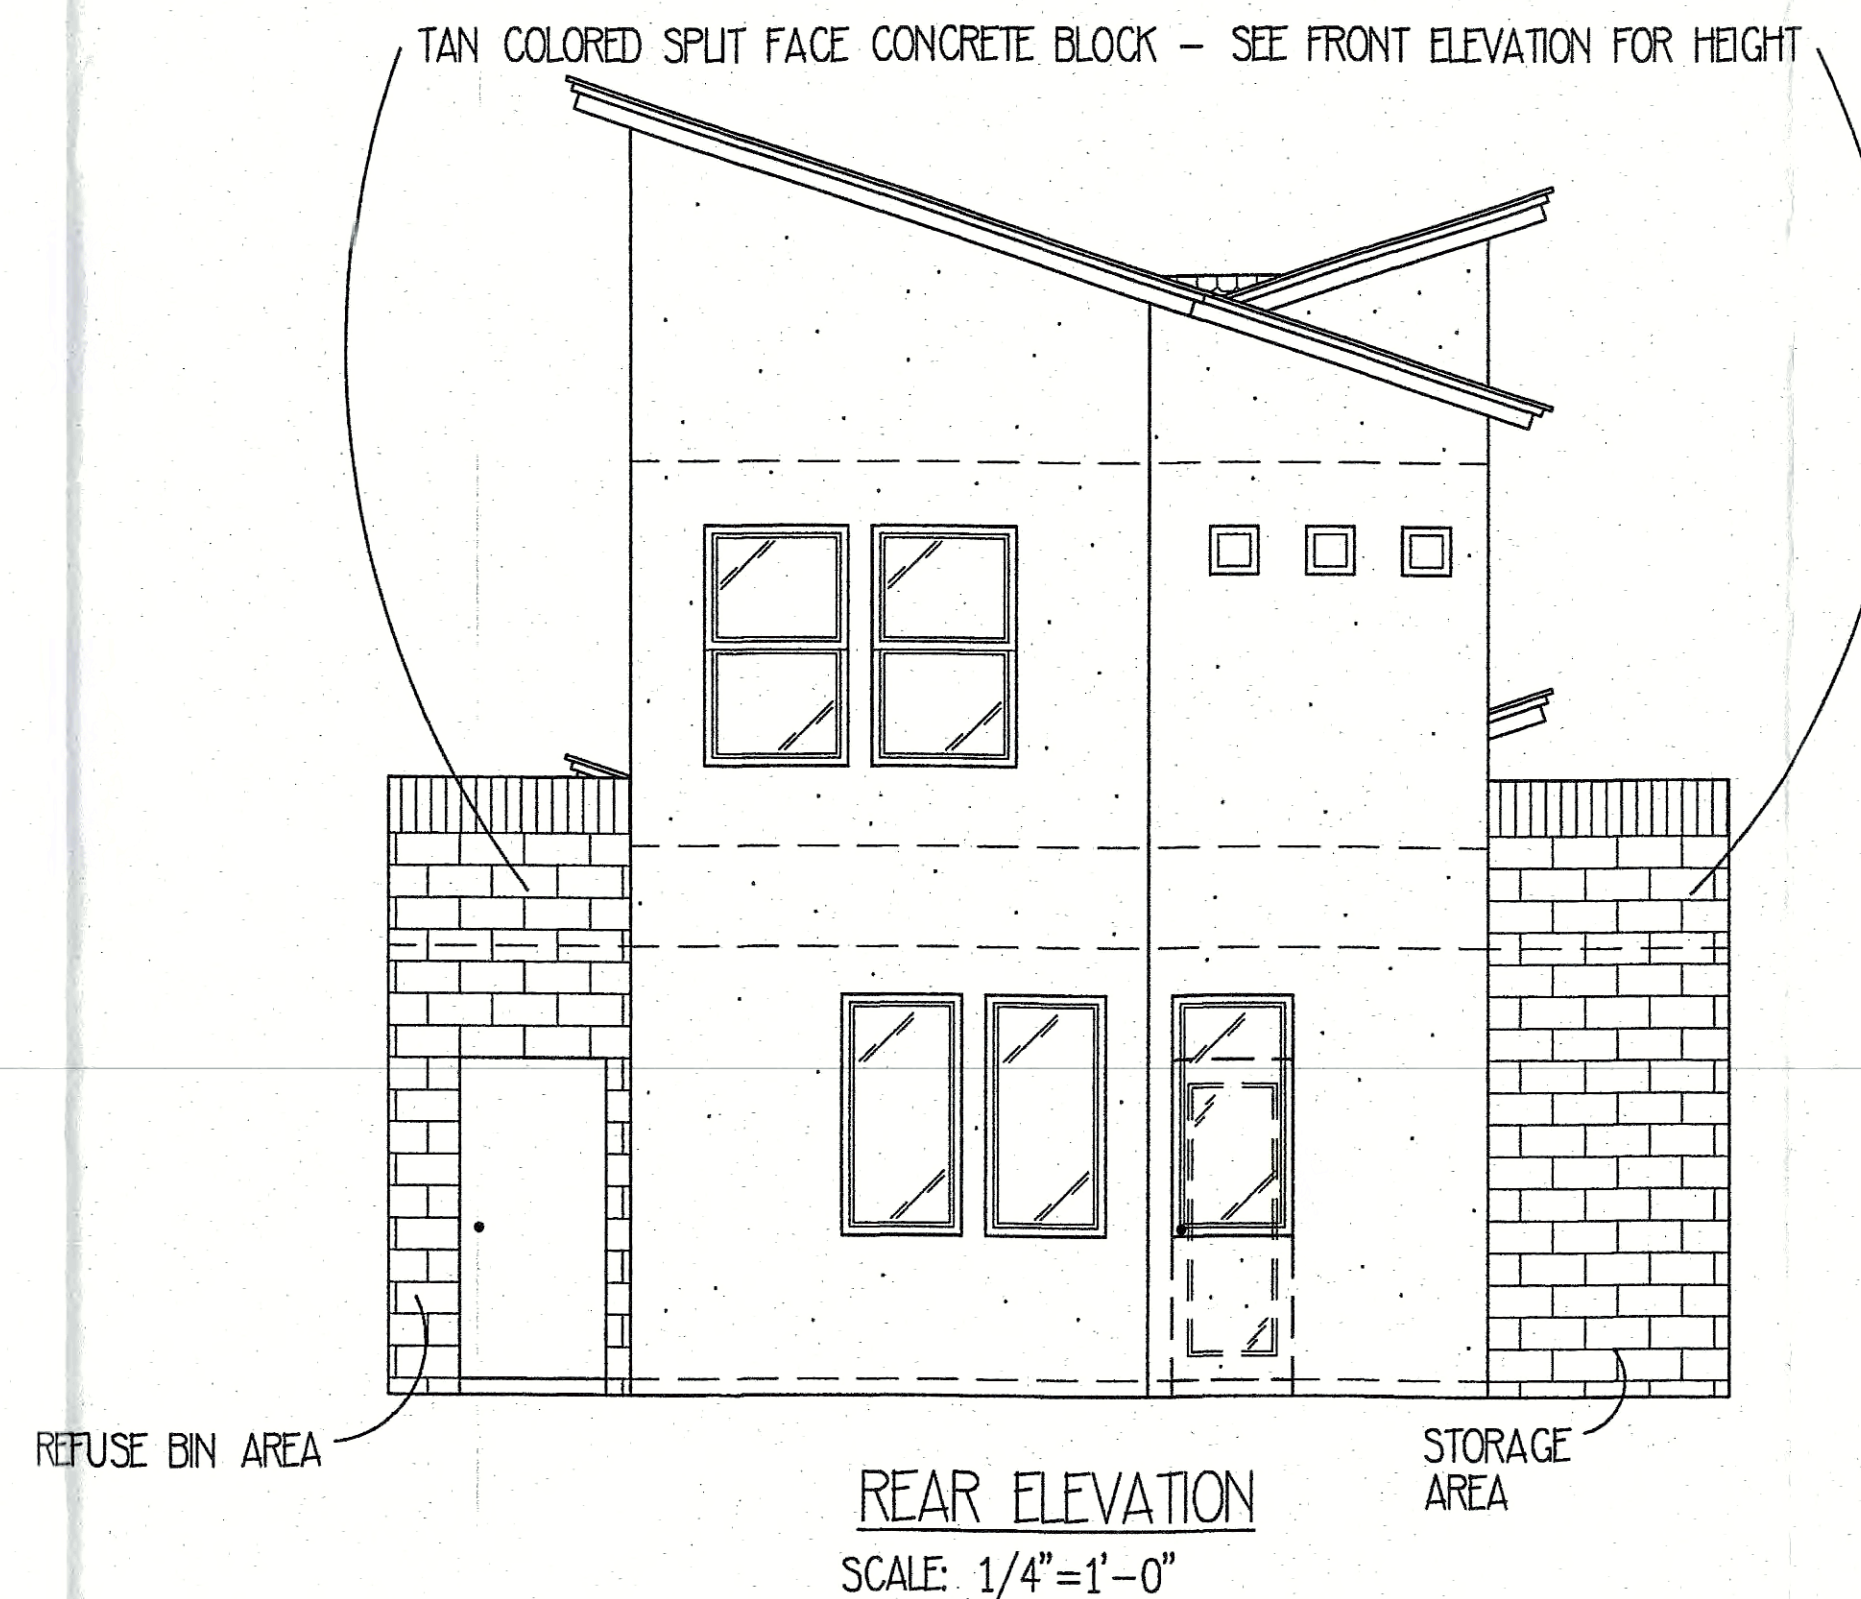 TAN COLORED SPLIT FACE CONCRETE BLOCK – SEE FRONT ELEVATION FOR HEIGHT
REFUSE BIN AREA
STORAGE
AREA
REAR ELEVATION
SCALE: 1/4"=1'-0"